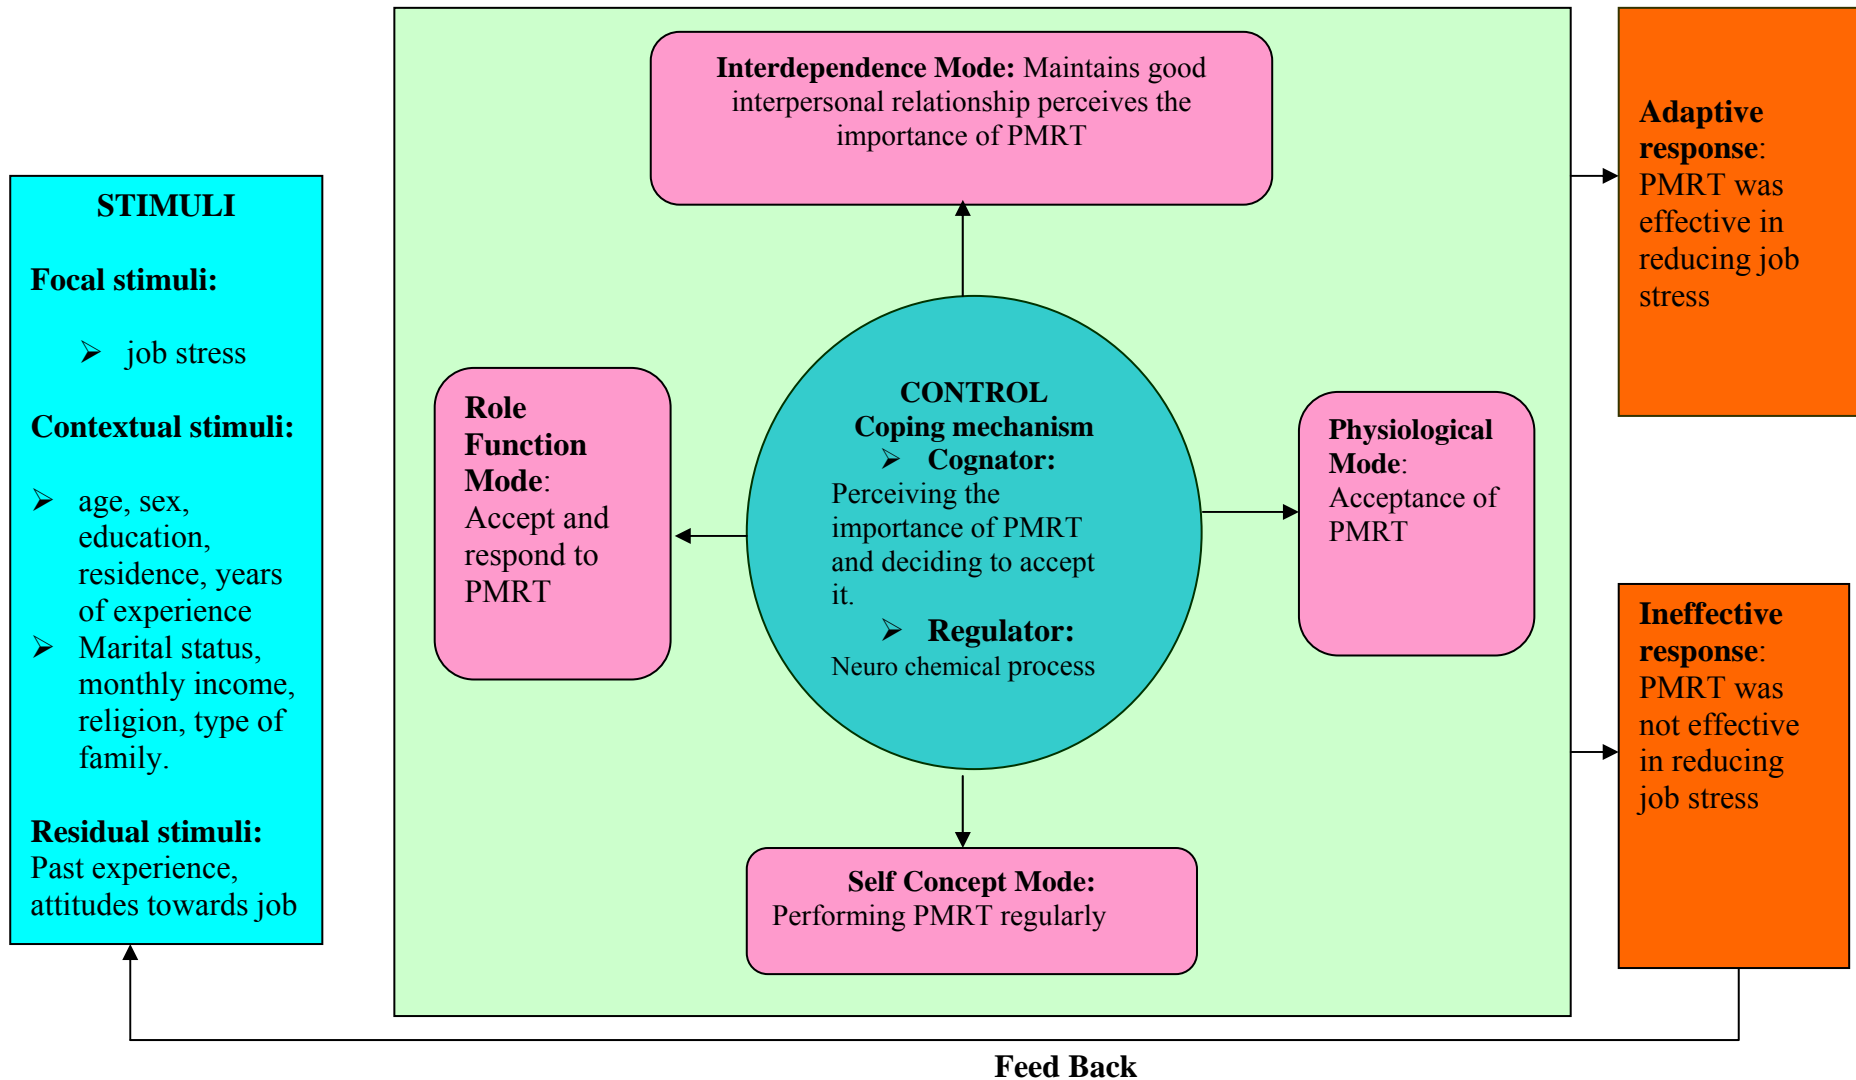 STIMULI
Focal stimuli:
➢ job stress
Contextual stimuli:
➢ age, sex,
education,
residence, years
of experience
➢ Marital status,
monthly income,
religion, type of
family.
Residual stimuli:
Past experience,
attitudes towards job
Interdependence Mode: Maintains good
interpersonal relationship perceives the
importance of PMRT
Role
Function
Mode:
Accept and
respond to
PMRT
CONTROL
Coping mechanism
➢ Cognator:
Perceiving the
importance of PMRT
and deciding to accept
it.
➢ Regulator:
Neuro chemical process
Physiological
Mode:
Acceptance of
PMRT
Self Concept Mode:
Performing PMRT regularly
Adaptive
response:
PMRT was
effective in
reducing job
stress
Ineffective
response:
PMRT was
not effective
in reducing
job stress
Feed Back